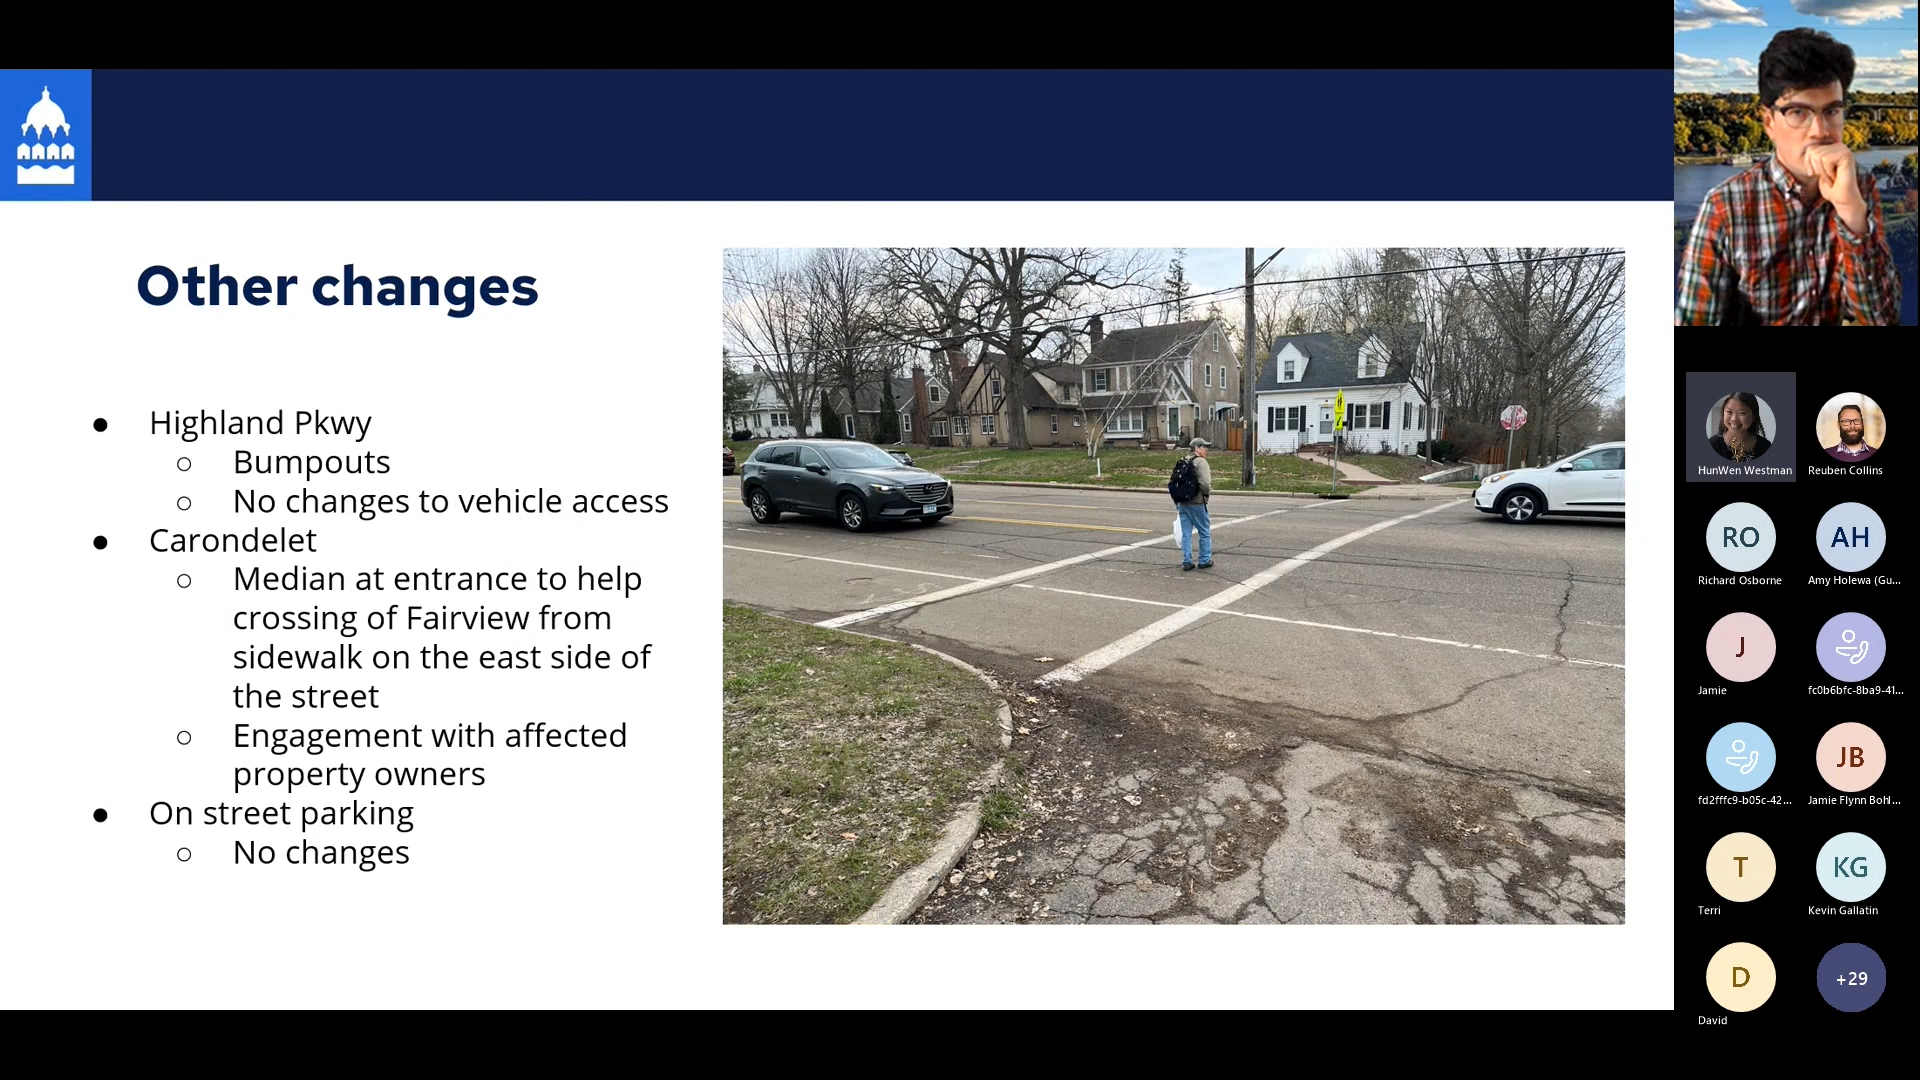 Other changes
● Highland Pkwy
○ Bumpouts
○ No changes to vehicle access
● Carondelet
○ Median at entrance to help
crossing of Fairview from
sidewalk on the east side of
the street
○ Engagement with affected
property owners
● On street parking
○ No changes
HunWen Westman
Reuben Collins
RO
AH
Richard Osborne
Amy Holewa (Gu...
J
Jamie
fc0b6bfc-8ba9-41...
JB
fd2fffc9-b05c-42...
Jamie Flynn Bohl...
T
KG
Terri
Kevin Gallatin
D
+29
David